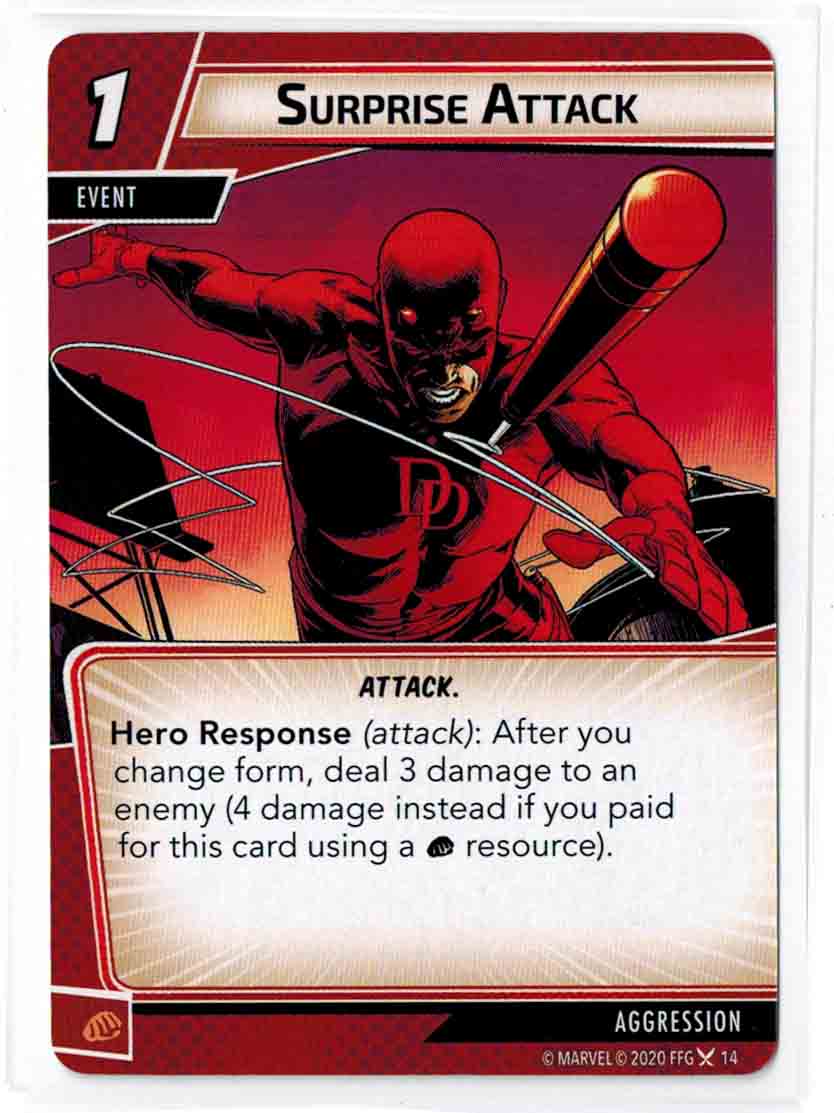 1
SURPRISE ATTACK
EVENT
DD
ATTACK.
Hero Response (attack): After you
change form, deal 3 damage to an
enemy (4 damage instead if you paid
for this card using a resource).
AGGRESSION
© MARVEL © 2020 FFG 14